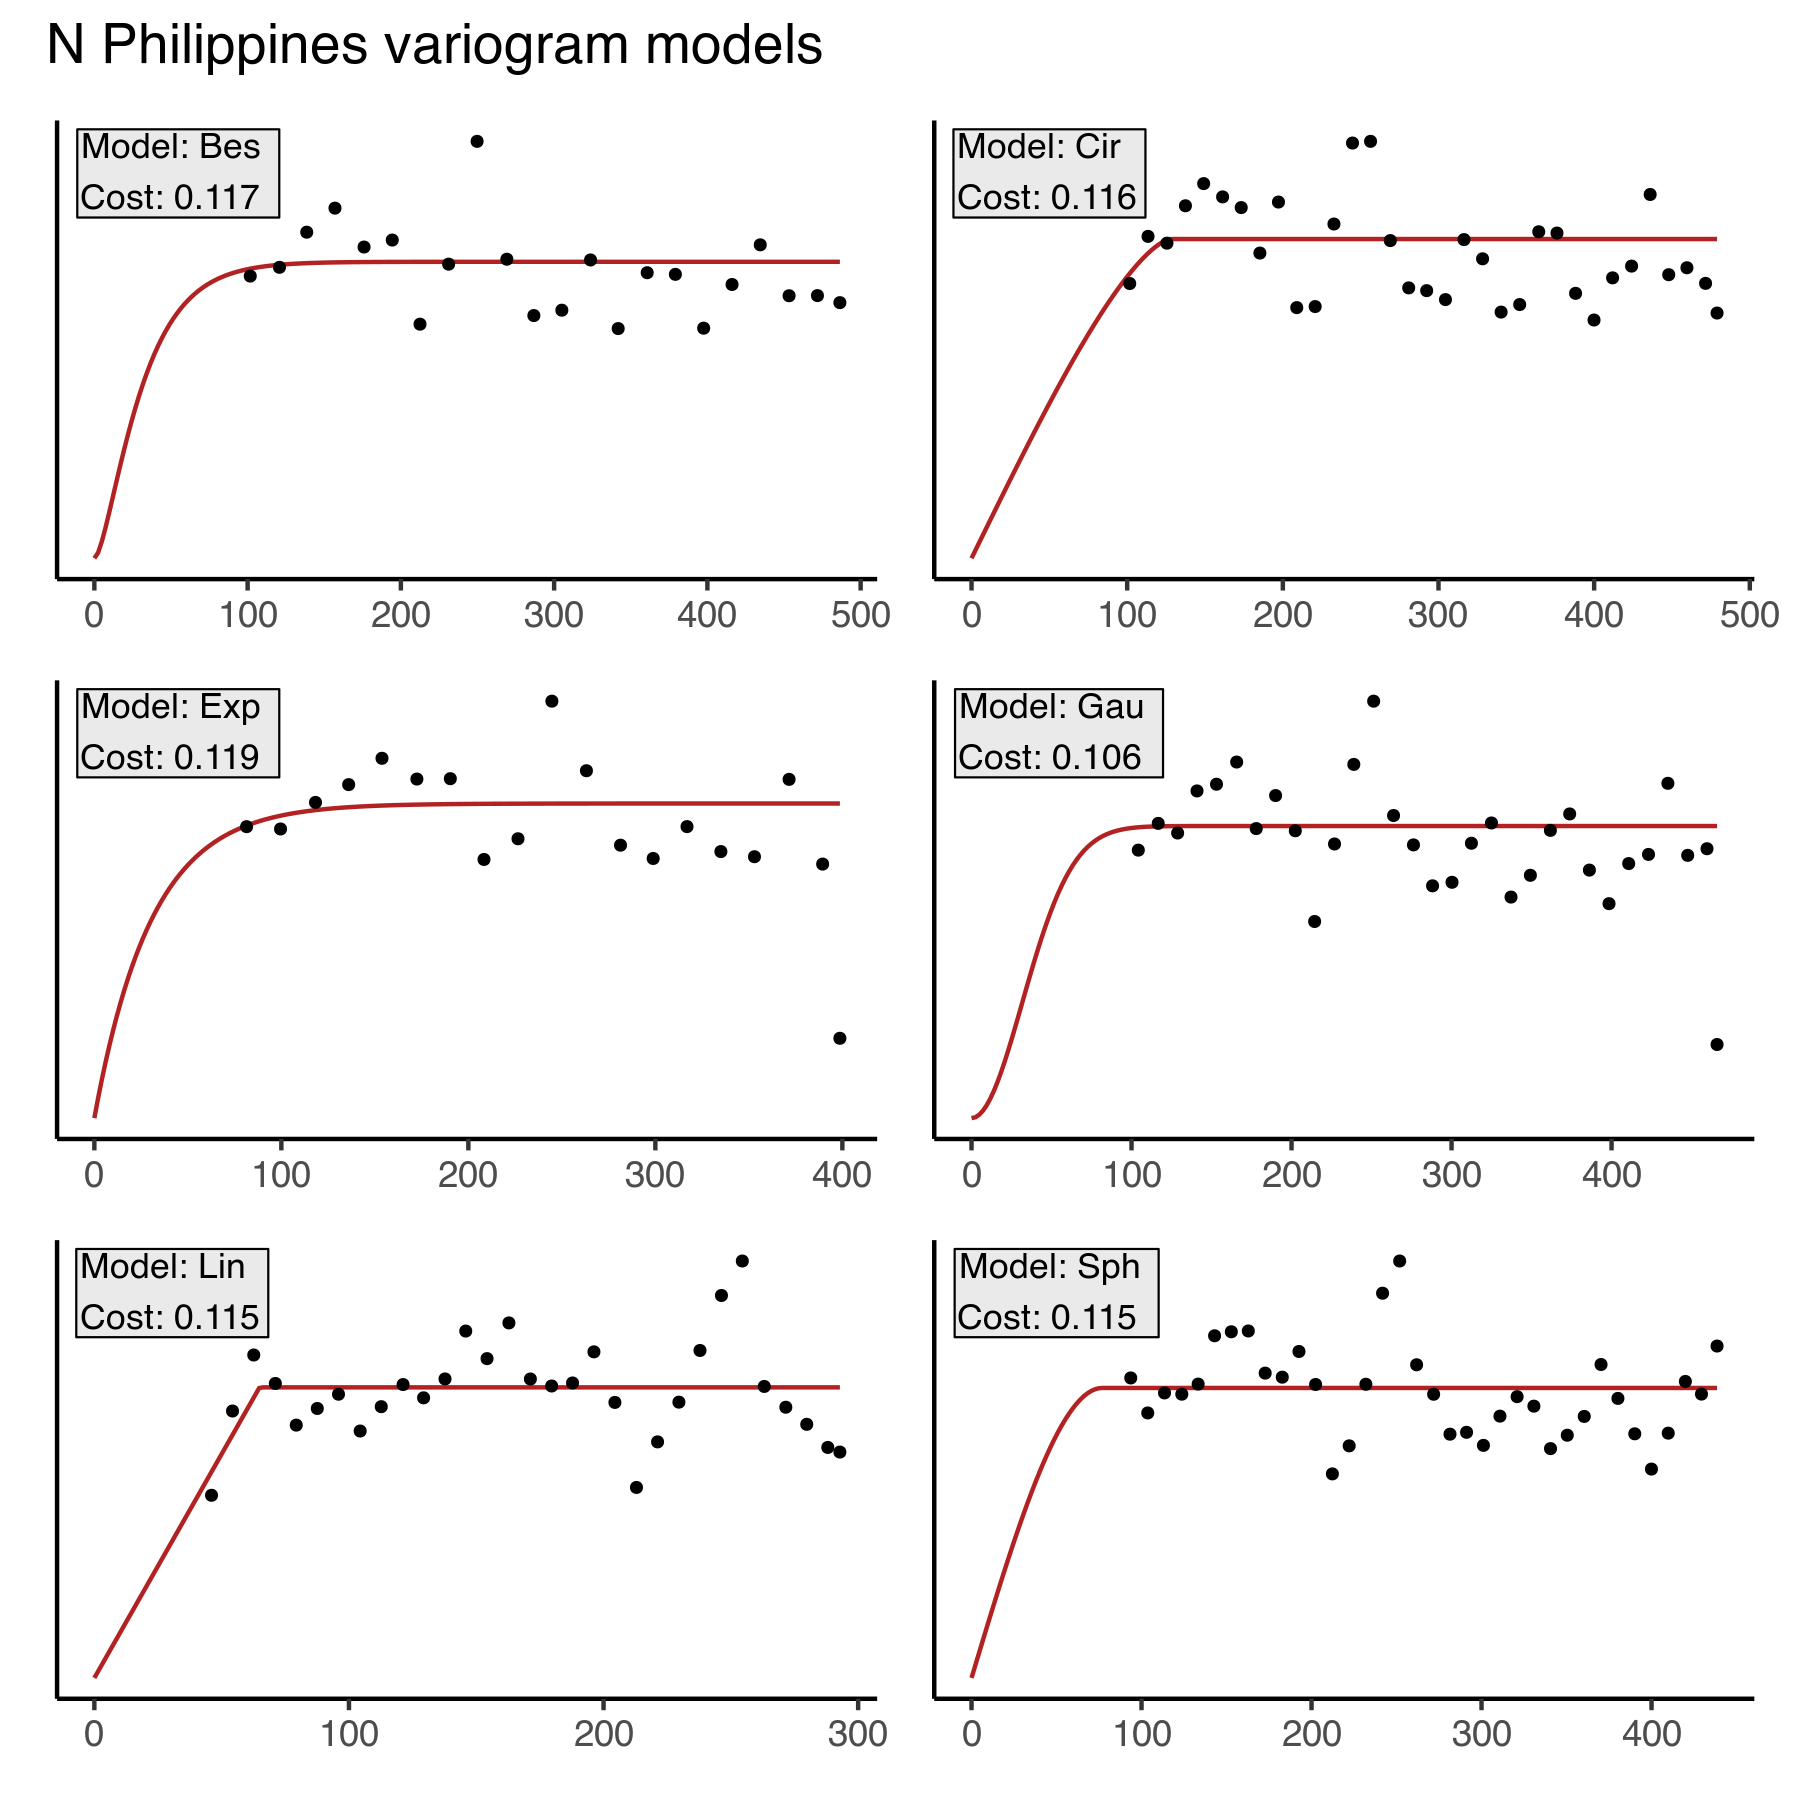 N Philippines variogram models
Model: Bes
Cost: 0.117
0 100 200 300 400 500
Model: Cir
Cost: 0.116
0 100 200 300 400 500
Model: Exp
Cost: 0.119
0 100 200 300 400
Model: Gau
Cost: 0.106
0 100 200 300 400
Model: Lin
Cost: 0.115
0 100 200 300
Model: Sph
Cost: 0.115
0 100 200 300 400